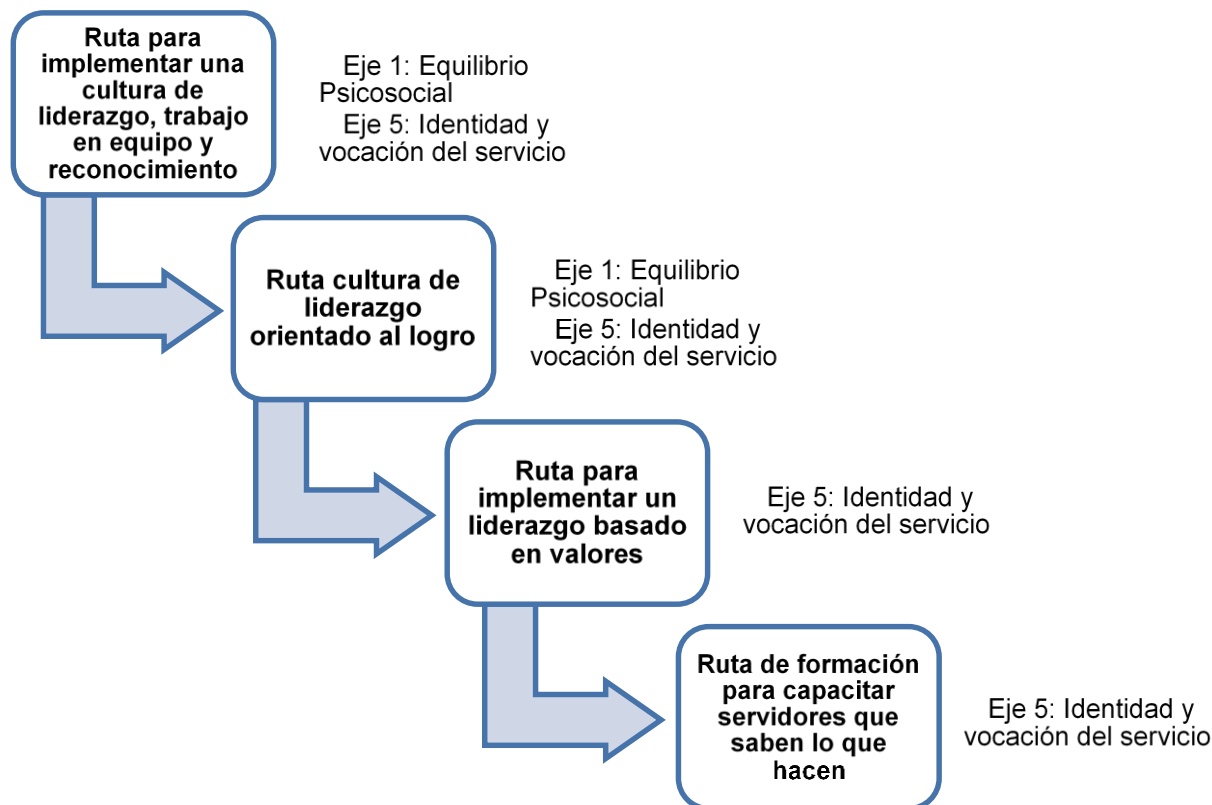 Ruta para
implementar una
cultura de
liderazgo, trabajo
en equipo y
reconocimiento
Eje 1: Equilibrio
Psicosocial
Eje 5: Identidad y
vocación del servicio
Ruta cultura de
liderazgo
orientado al logro
Eje 1: Equilibrio
Psicosocial
Eje 5: Identidad y
vocación del servicio
Ruta para
implementar un
liderazgo basado
en valores
Eje 5: Identidad y
vocación del servicio
Ruta de formación
para capacitar
servidores que
saben lo que
hacen
Eje 5: Identidad y
vocación del servicio